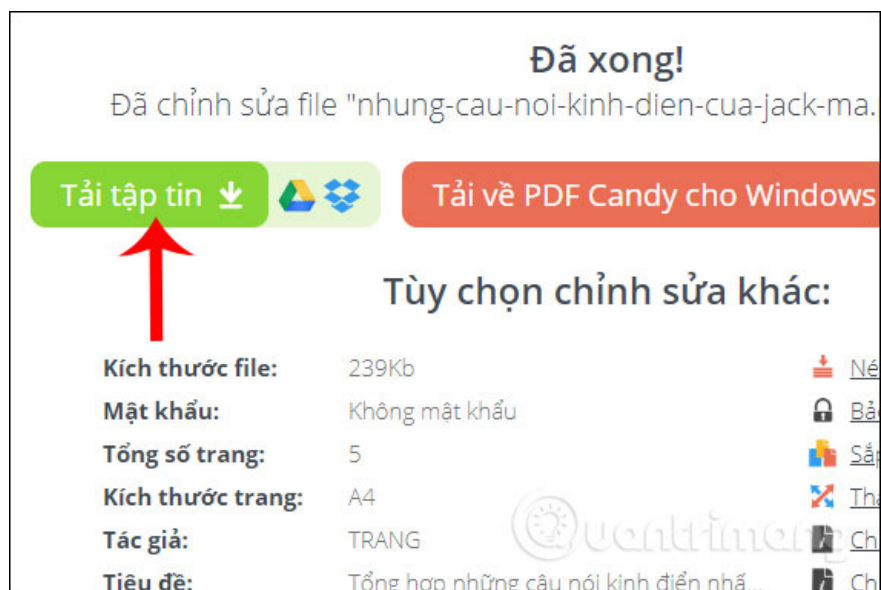 Đã xong!
Đã chỉnh sửa file "nhung-cau-noi-kinh-dien-cua-jack-ma.
Tải tập tin
Tải về PDF Candy cho Windows
Tùy chọn chỉnh sửa khác:
Kích thước file: 239Kb
Mật khẩu: Không mật khẩu
Tổng số trang: 5
Kích thước trang: A4
Tác giả: TRANG
Quantrimang
Tiêu đề: Tổng hợp những câu nói kinh điển nhấ...